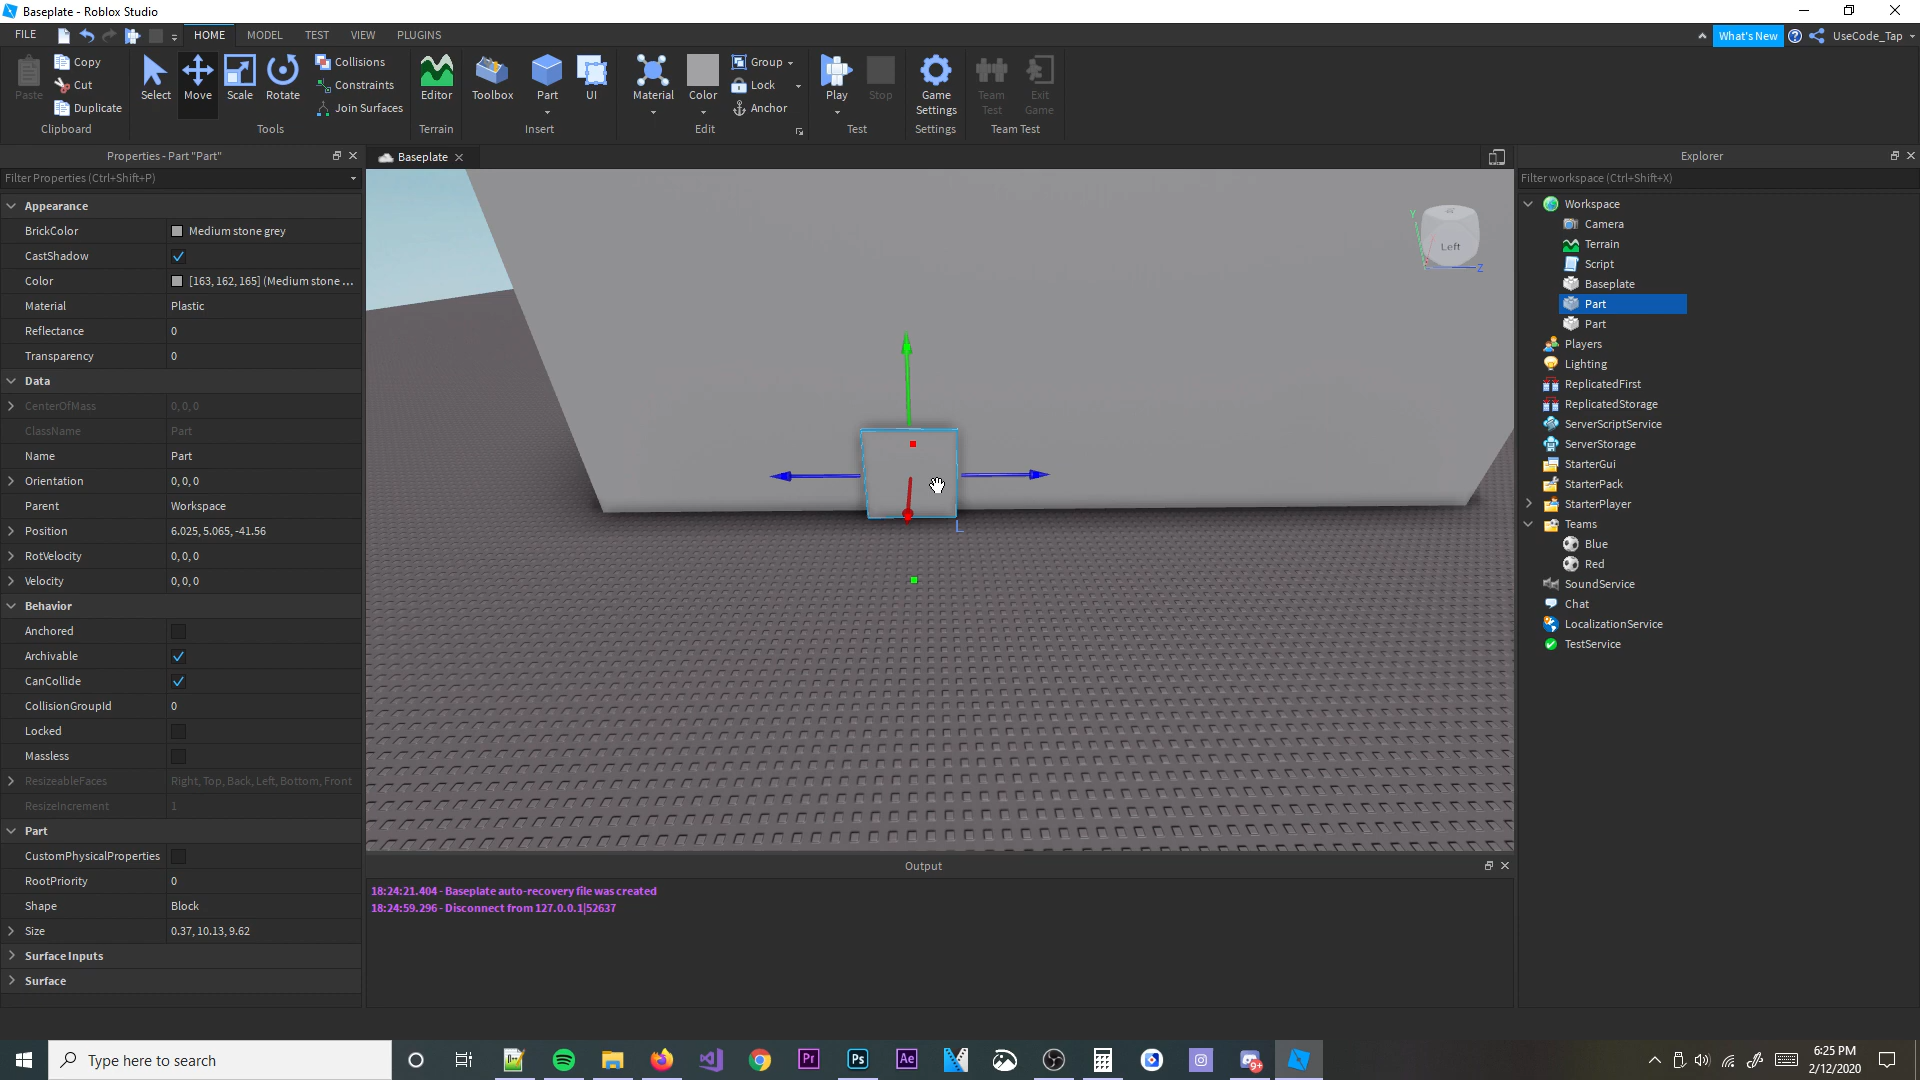 Baseplate - Roblox Studio
FILE HOME MODEL TEST VIEW PLUGINS What's New UseCode_Tap
Paste Copy Cut Duplicate Clipboard
Select Move Scale Rotate Collisions Constraints Join Surfaces Tools
Editor Terrain
Toolbox Part UI Insert
Material Color Group Lock Anchor Edit
Play Stop Test
Game Settings Settings
Team Test Exit Game Team Test
Properties - Part "Part"
Filter Properties (Ctrl+Shift+P)
Appearance
BrickColor Medium stone grey
CastShadow
Color [163, 162, 165] (Medium stone ...
Material Plastic
Reflectance 0
Transparency 0
Data
CenterOfMass 0, 0, 0
ClassName Part
Name Part
Orientation 0, 0, 0
Parent Workspace
Position 6.025, 5.065, -41.56
RotVelocity 0, 0, 0
Velocity 0, 0, 0
Behavior
Anchored
Archivable
CanCollide
CollisionGroupId 0
Locked
Massless
ResizeableFaces Right, Top, Back, Left, Bottom, Front
ResizeIncrement 1
Part
CustomPhysicalProperties
RootPriority 0
Shape Block
Size 0.37, 10.13, 9.62
Surface Inputs
Surface
Baseplate
Y
Left
Z
L
Output
18:24:21.404 - Baseplate auto-recovery file was created
18:24:59.296 - Disconnect from 127.0.0.1|52637
Explorer
Filter workspace (Ctrl+Shift+X)
Workspace
Camera
Terrain
Script
Baseplate
Part
Part
Players
Lighting
ReplicatedFirst
ReplicatedStorage
ServerScriptService
ServerStorage
StarterGui
StarterPack
StarterPlayer
Teams
Blue
Red
SoundService
Chat
LocalizationService
TestService
Type here to search
Pr Ps Ae
6:25 PM
2/12/2020